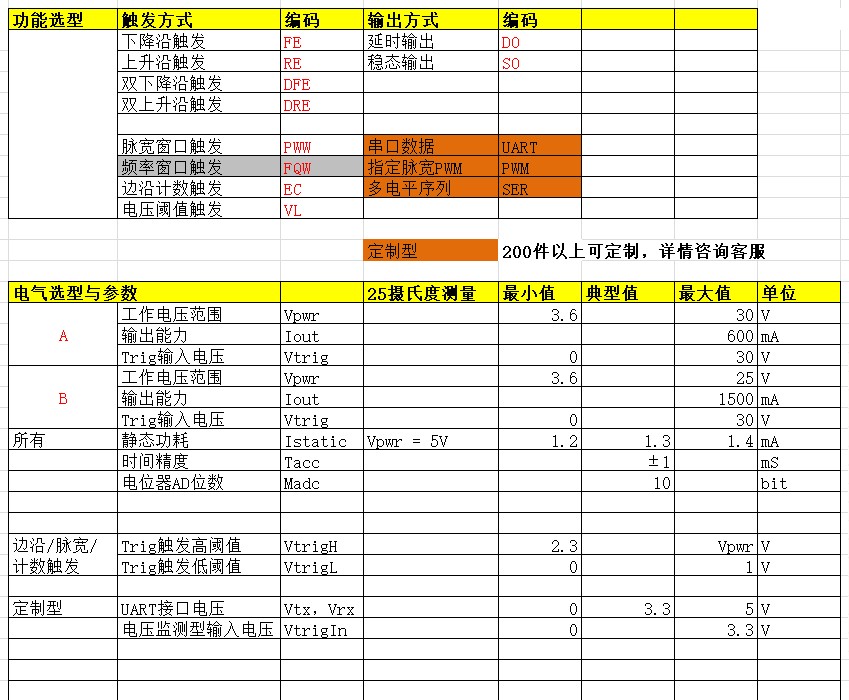 功能选型 触发方式 编码 输出方式 编码
下降沿触发 FE 延时输出 DO
上升沿触发 RE 稳态输出 SO
双下降沿触发 DFE
双上升沿触发 DRE
脉宽窗口触发 PWW 串口数据 UART
频率窗口触发 FQW 指定脉宽PWM PWM
边沿计数触发 EC 多电平序列 SER
电压阈值触发 VL
定制型 200件以上可定制，详情咨询客服
电气选型与参数 25摄氏度测量 最小值 典型值 最大值 单位
工作电压范围 Vpwr 3.6 30 V
A 输出能力 Iout 600 mA
Trig输入电压 Vtrig 0 30 V
工作电压范围 Vpwr 3.6 25 V
B 输出能力 Iout 1500 mA
Trig输入电压 Vtrig 0 30 V
所有 静态功耗 Istatic Vpwr = 5V 1.2 1.3 1.4 mA
时间精度 Tacc ±1 mS
电位器AD位数 Madc 10 bit
边沿/脉宽/ Trig触发高阈值 VtrigH 2.3 Vpwr V
计数触发 Trig触发低阈值 VtrigL 0 1 V
定制型 UART接口电压 Vtx，Vrx 0 3.3 5 V
电压监测型输入电压 VtrigIn 0 3.3 V